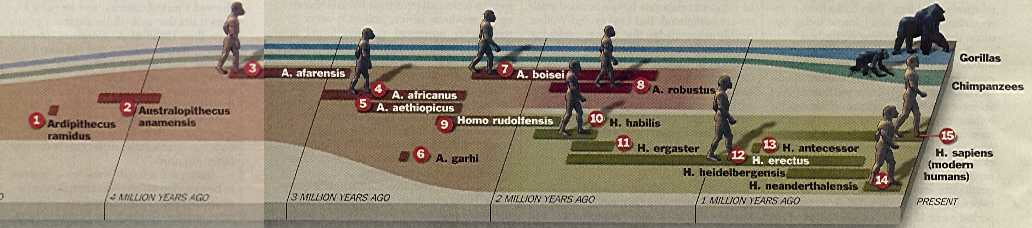 Gorillas
Chimpanzees
1
Ardipithecus
ramidus
2
Australopithecus
anamensis
3
A. afarensis
4
A. africanus
5
A. aethiopicus
6
A. garhi
7
A. boisei
8
A. robustus
9
Homo rudolfensis
10
H. habilis
11
H. ergaster
12
H. erectus
13
H. antecessor
H. heidelbergensis
14
H. neanderthalensis
15
H. sapiens
(modern
humans)
4 MILLION YEARS AGO
3 MILLION YEARS AGO
2 MILLION YEARS AGO
1 MILLION YEARS AGO
PRESENT